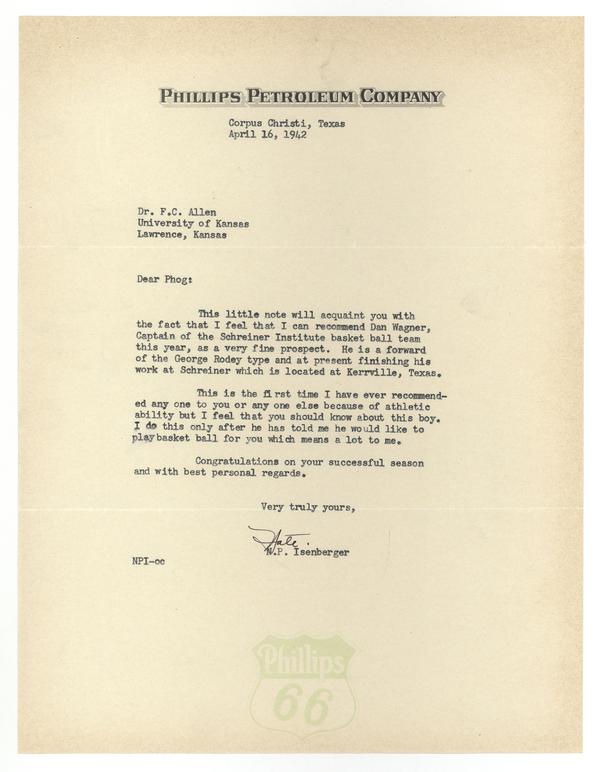 PHILLIPS PETROLEUM COMPANY
Corpus Christi, Texas
April 16, 1942
Dr. F.C. Allen
University of Kansas
Lawrence, Kansas
Dear Phog:
This little note will acquaint you with
the fact that I feel that I can recommend Dan Wagner,
Captain of the Schreiner Institute basket ball team
this year, as a very fine prospect. He is a forward
of the George Rodey type and at present finishing his
work at Schreiner which is located at Kerrville, Texas.
This is the first time I have ever recommend-
ed any one to you or any one else because of athletic
ability but I feel that you should know about this boy.
I do this only after he has told me he would like to
play basket ball for you which means a lot to me.
Congratulations on your successful season
and with best personal regards.
Very truly yours,
Nate.
N.P. Isenberger
NPI-oc
Phillips
66